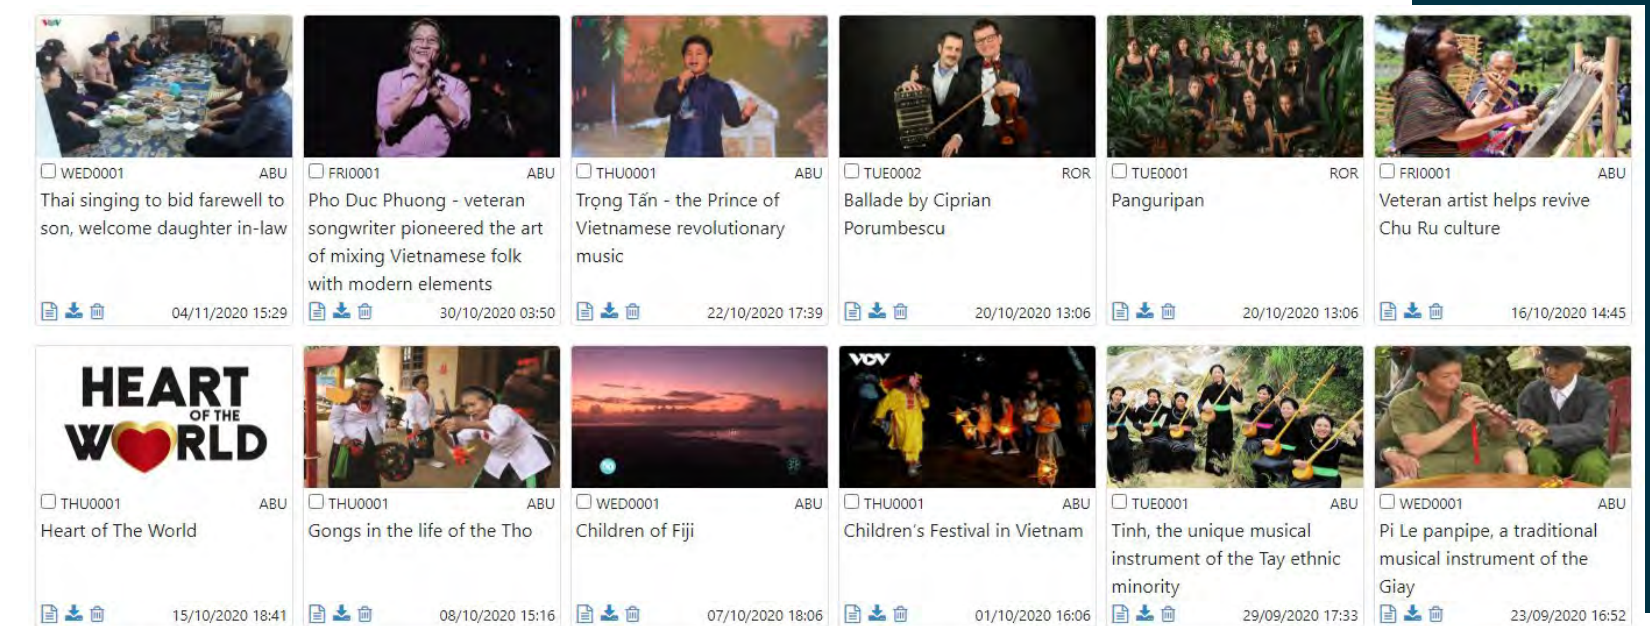 VOV
VOV
WED0001 ABU
Thai singing to bid farewell to
son, welcome daughter in-law
04/11/2020 15:29
FRI0001 ABU
Pho Duc Phuong - veteran
songwriter pioneered the art
of mixing Vietnamese folk
with modern elements
30/10/2020 03:50
THU0001 ABU
Trọng Tấn - the Prince of
Vietnamese revolutionary
music
22/10/2020 17:39
TUE0002 ROR
Ballade by Ciprian
Porumbescu
20/10/2020 13:06
TUE0001 ROR
Panguripan
20/10/2020 13:06
FRI0001 ABU
Veteran artist helps revive
Chu Ru culture
16/10/2020 14:45
HEART
OF THE
WORLD
THU0001 ABU
Heart of The World
15/10/2020 18:41
THU0001 ABU
Gongs in the life of the Tho
08/10/2020 15:16
WED0001 ABU
Children of Fiji
07/10/2020 18:06
VOV
THU0001 ABU
Children's Festival in Vietnam
01/10/2020 16:06
TUE0001 ABU
Tinh, the unique musical
instrument of the Tay ethnic
minority
29/09/2020 17:33
WED0001 ABU
Pi Le panpipe, a traditional
musical instrument of the
Giay
23/09/2020 16:52